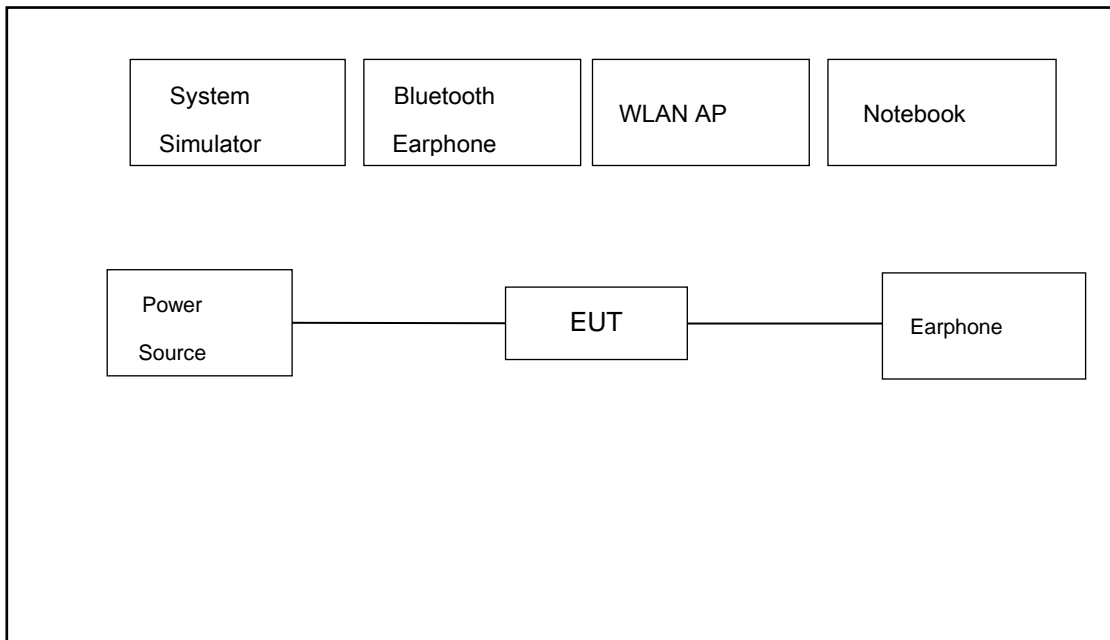 System
Simulator
Bluetooth
Earphone
WLAN AP
Notebook
Power
Source
EUT
Earphone